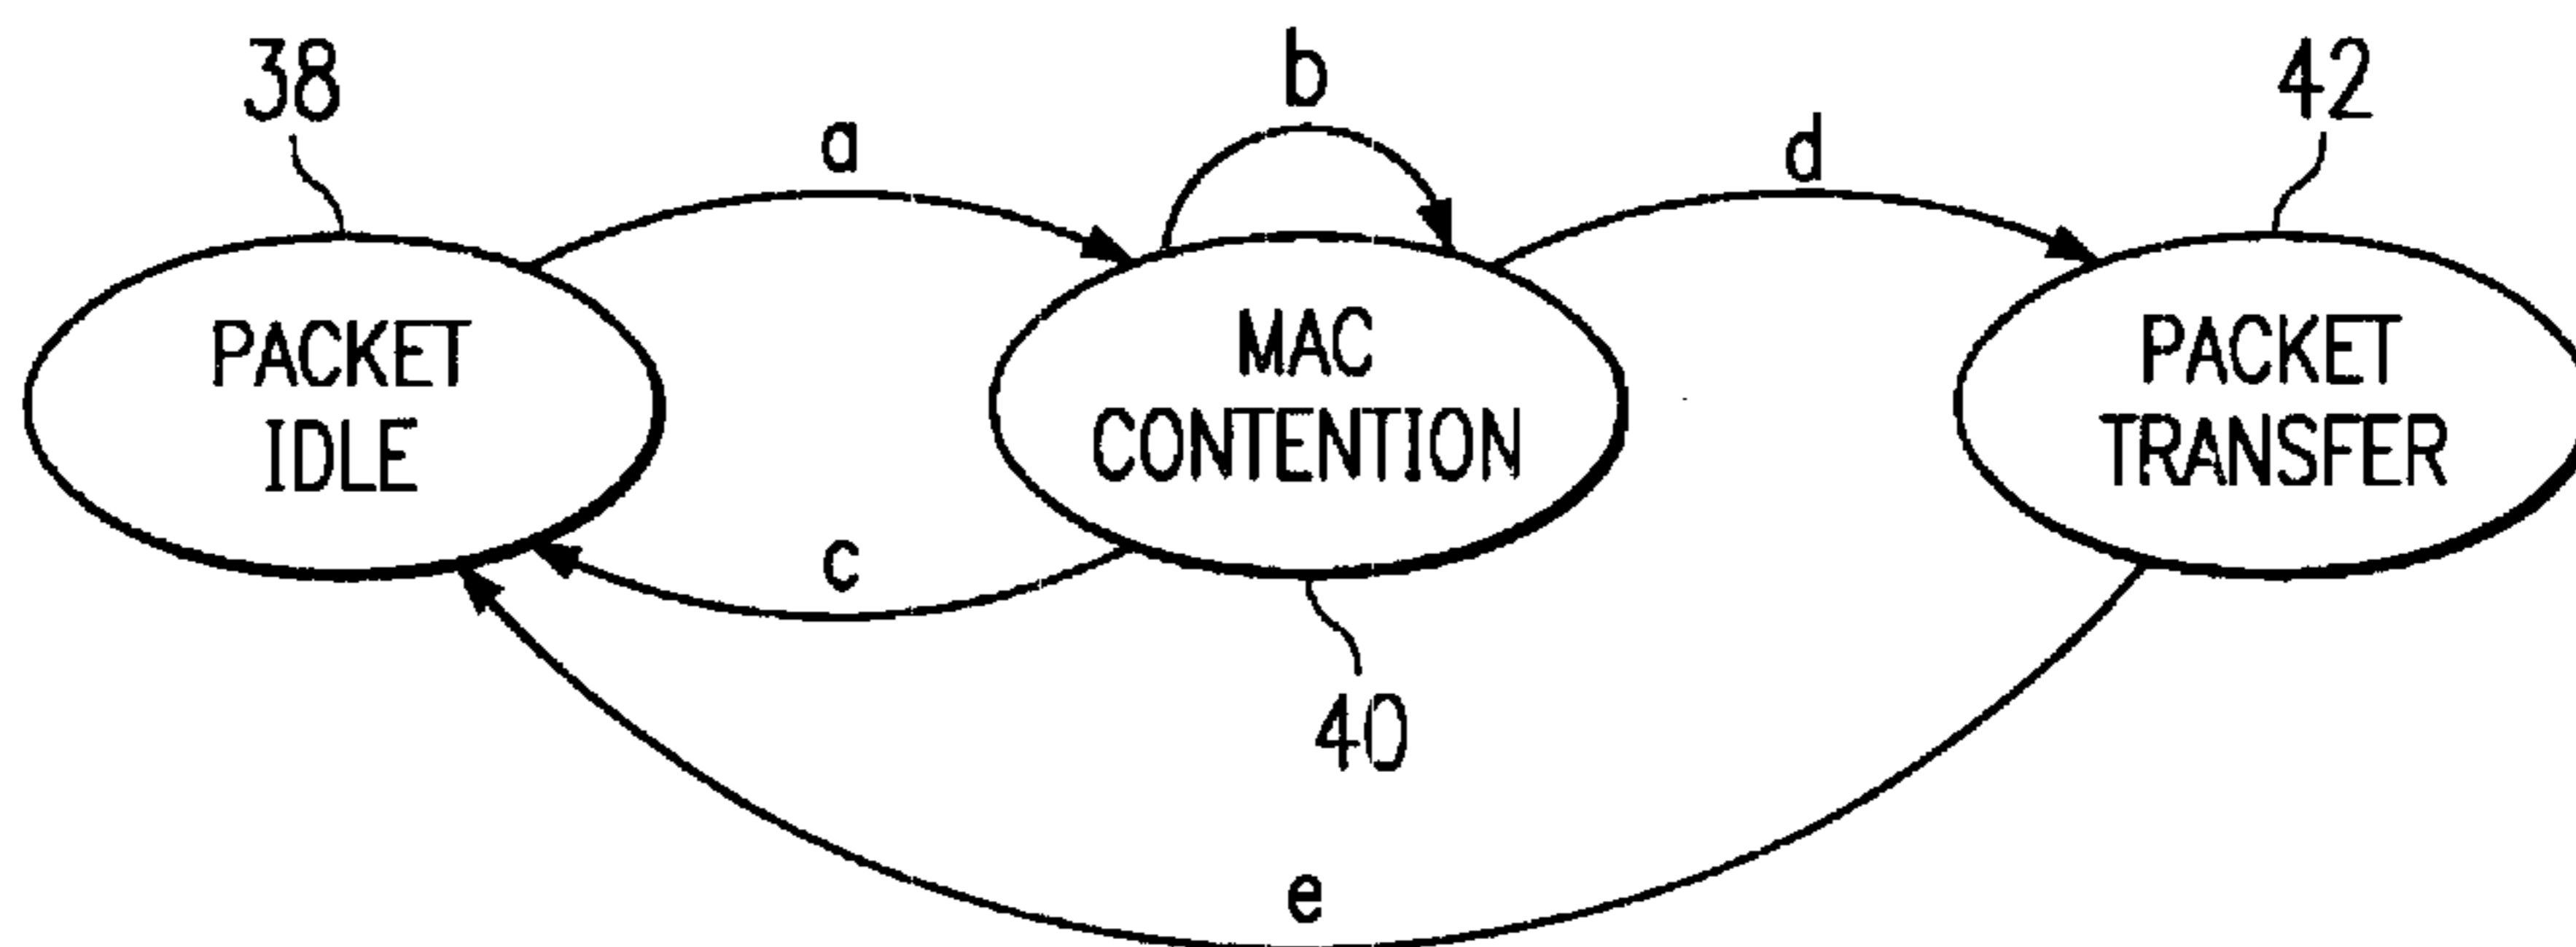 38
a
b
d
42
PACKET
IDLE
MAC
CONTENTION
PACKET
TRANSFER
c
40
e